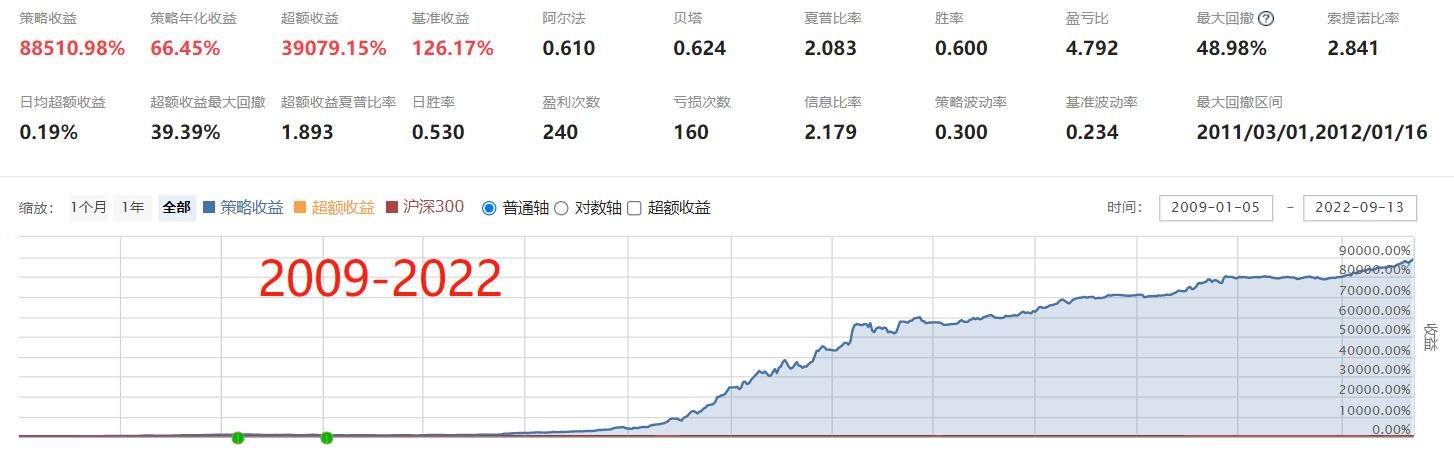 策略收益 策略年化收益 超额收益 基准收益 阿尔法 贝塔 夏普比率 胜率 盈亏比 最大回撤 ? 索提诺比率
88510.98% 66.45% 39079.15% 126.17% 0.610 0.624 2.083 0.600 4.792 48.98% 2.841
日均超额收益 超额收益最大回撤 超额收益夏普比率 日胜率 盈利次数 亏损次数 信息比率 策略波动率 基准波动率 最大回撤区间
0.19% 39.39% 1.893 0.530 240 160 2.179 0.300 0.234 2011/03/01,2012/01/16
缩放: 1个月 1年 全部 策略收益 超额收益 沪深300 普通轴 对数轴 超额收益 时间: 2009-01-05 - 2022-09-13
2009-2022
90000.00%
80000.00%
70000.00%
60000.00%
50000.00%
40000.00%
30000.00%
20000.00%
10000.00%
0.00%
收益